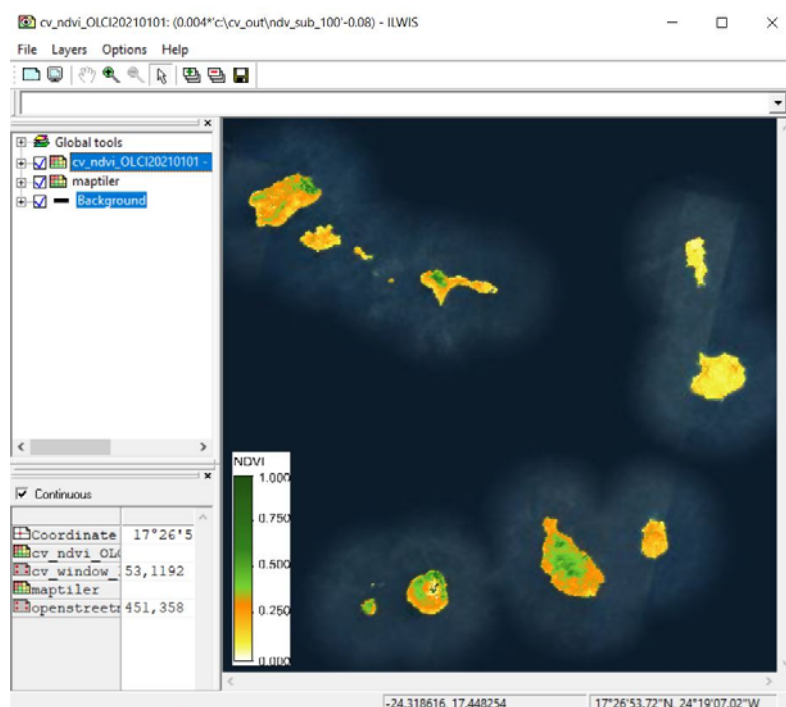 cv_ndvi_OLCI20210101: (0.004*'c:\cv_out\ndv_sub_100'-0.08) - ILWIS
File Layers Options Help
Global tools
cv_ndvi_OLCI20210101 -
maptiler
Background
Continuous
Coordinate 17°26'5
cv_ndvi_OL
cv_window_ 53,1192
maptiler
openstreet 451,358
NDVI
1.000
0.750
0.500
0.250
0.000
-24.318616, 17.448254 17°26'53.72"N, 24°19'07.02"W